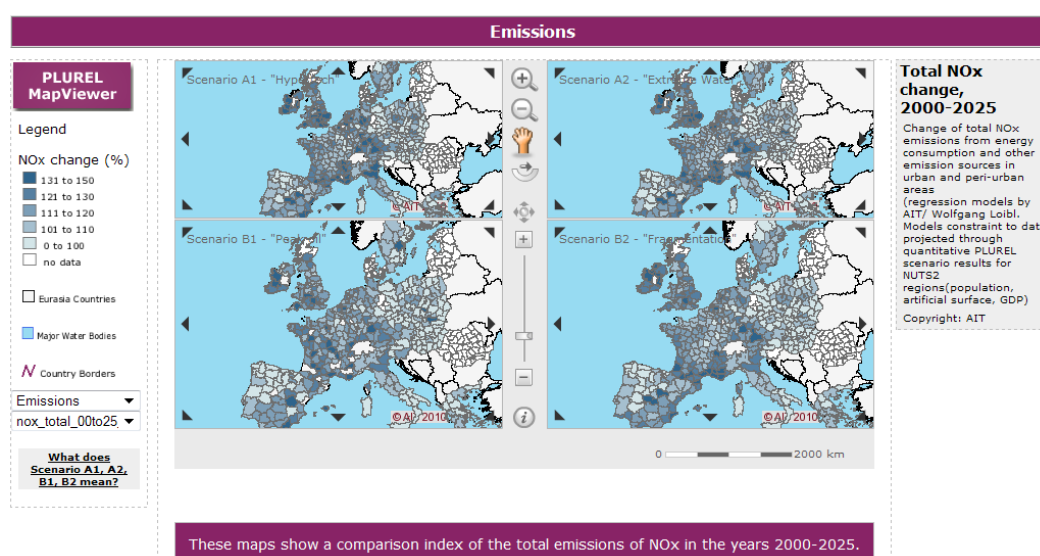 Emissions
PLUREL
MapViewer
Legend
NOx change (%)
131 to 150
121 to 130
111 to 120
101 to 110
0 to 100
no data
Eurasia Countries
Major Water Bodies
Country Borders
Emissions
nox_total_00to25
What does
Scenario A1, A2,
B1, B2 mean?
Scenario A1 - "Hypertech"
Scenario A2 - "Extreme Water"
© AIT
© AIT
Scenario B1 - "Peak oil"
Scenario B2 - "Fragmentation"
©AIT 2010
©AIT 2010
0 2000 km
Total NOx
change,
2000-2025
Change of total NOx
emissions from energy
consumption and other
emission sources in
urban and peri-urban
areas
(regression models by
AIT/ Wolfgang Loibl.
Models constraint to dat
projected through
quantitative PLUREL
scenario results for
NUTS2
regions(population,
artificial surface, GDP)
Copyright: AIT
These maps show a comparison index of the total emissions of NOx in the years 2000-2025.